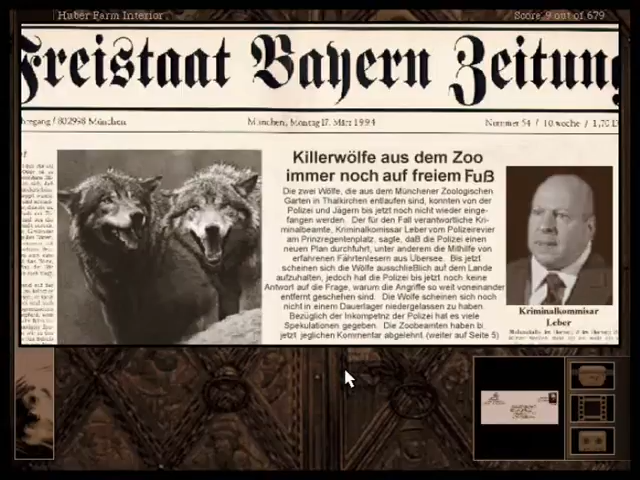 Huber Farm Interior
Score: 9 out of 679
Freistaat Bayern Zeitung
München, Montag 17. März 1994
Nummer 54 / 10.woche /
Killerwölfe aus dem Zoo
immer noch auf freiem Fuß
Die zwei Wölfe, die aus dem Münchener Zoologischen
Garten in Thalkirchen entlaufen sind, konnten von der
Polizei und Jägern bis jetzt noch nicht wieder einge-
fangen werden. Der für den Fall verantwortliche Kri-
minalbeamte, Kriminalkommissar Leber vom Polizeirevier
am Prinzregentenplatz, sagte, daß die Polizei einen
neuen Plan durchführt, unter anderem die Mithilfe von
erfahrenen Fährtenlesern aus Übersee. Bis jetzt
scheinen sich die Wölfe ausschließlich auf dem Lande
aufzuhalten, jedoch hat die Polizei bis jetzt noch keine
Antwort auf die Frage, warum die Angriffe so weit voneinander
entfernt geschehen sind. Die Wölfe scheinen sich noch
nicht in einem Dauerlager niedergelassen zu haben.
Bezüglich der Inkompetnz der Polizei hat es viele
Spekulationen gegeben. Die Zoobeamten haben bi
jetzt jeglichen Kommentar abgelehnt. (weiter auf Seite 5)
Kriminalkommisar
Leber